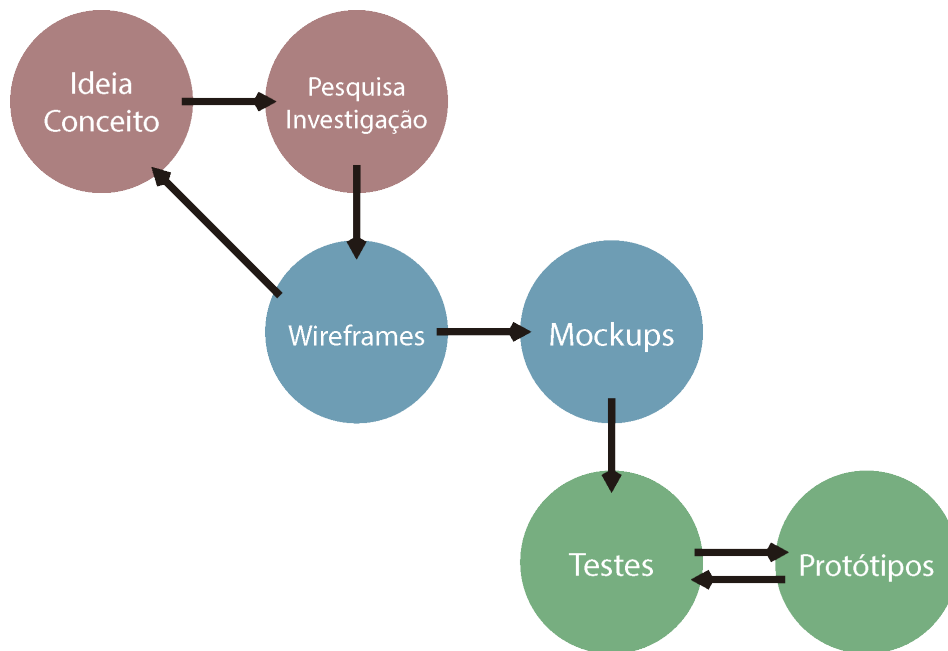 Ideia
Conceito
Pesquisa
Investigação
Wireframes
Mockups
Testes
Protótipos